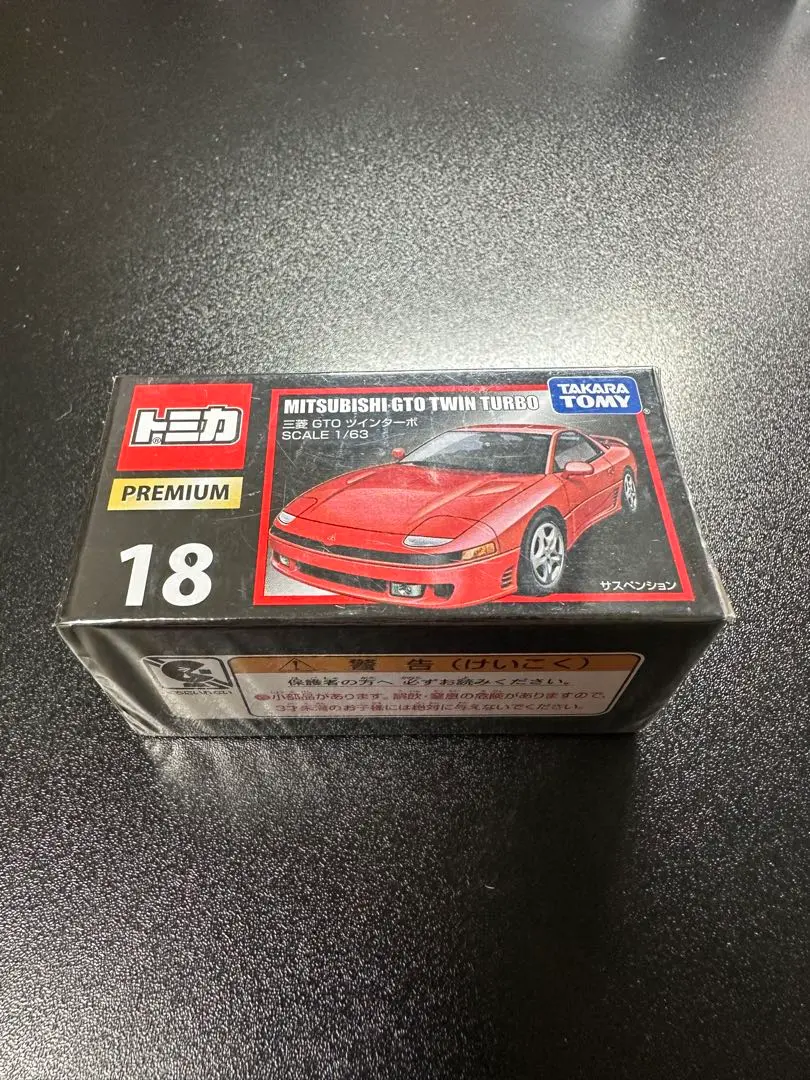 トミカ®
PREMIUM
18
MITSUBISHI GTO TWIN TURBO
三菱 GTO ツインターボ
SCALE 1/63
TAKARA
TOMY®
サスペンション
警告(けいこく)
保護者の方へ 必ずお読みください。
小部品があります。誤飲・窒息の危険がありますので、
3才未満のお子様には絶対に与えないでください。